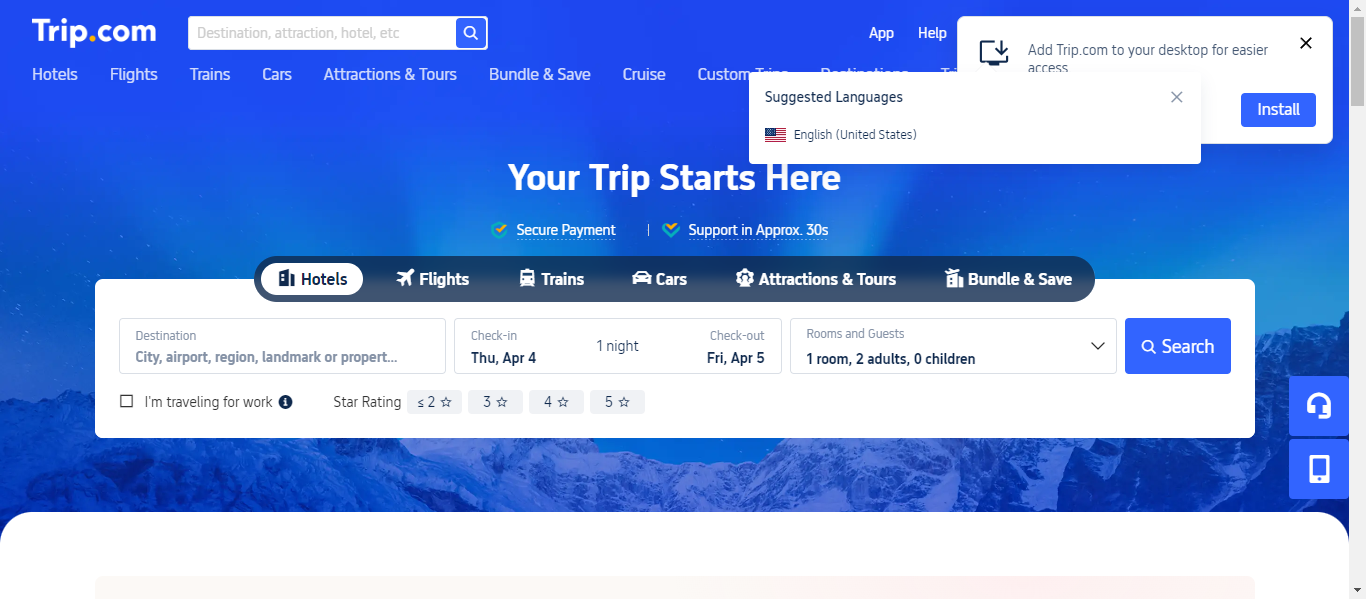 Trip.com
Destination, attraction, hotel, etc
App
Help
Add Trip.com to your desktop for easier
access
Install
Hotels
Flights
Trains
Cars
Attractions & Tours
Bundle & Save
Cruise
Custom Trips
Destinations
Suggested Languages
English (United States)
Your Trip Starts Here
Secure Payment
Support in Approx. 30s
Hotels
Flights
Trains
Cars
Attractions & Tours
Bundle & Save
Destination
City, airport, region, landmark or propert...
Check-in
Thu, Apr 4
1 night
Check-out
Fri, Apr 5
Rooms and Guests
1 room, 2 adults, 0 children
Search
I'm traveling for work
Star Rating
≤ 2
3
4
5